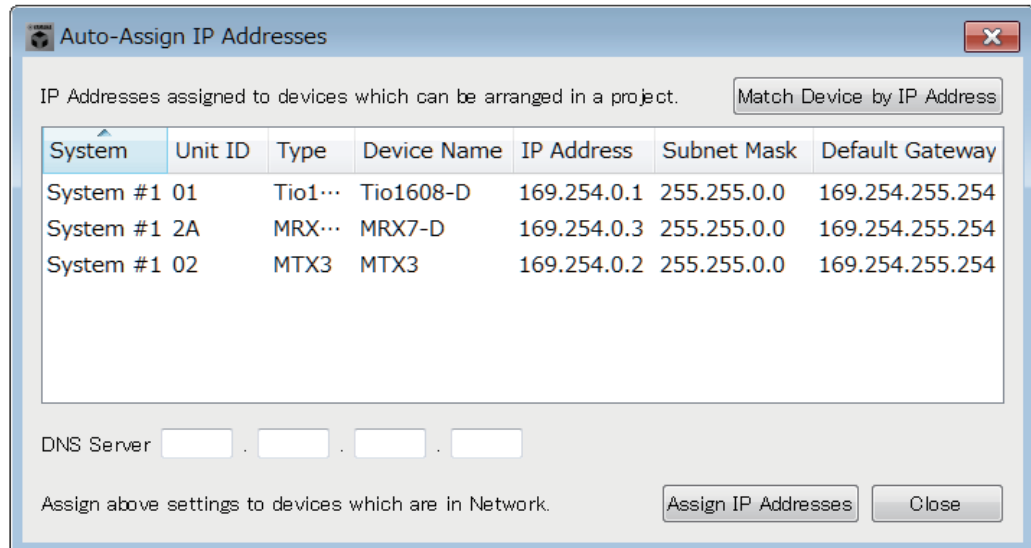 Auto-Assign IP Addresses
IP Addresses assigned to devices which can be arranged in a project. Match Device by IP Address
System Unit ID Type Device Name IP Address Subnet Mask Default Gateway
System #1 01 Tio1··· Tio1608-D 169.254.0.1 255.255.0.0 169.254.255.254
System #1 2A MRX··· MRX7-D 169.254.0.3 255.255.0.0 169.254.255.254
System #1 02 MTX3 MTX3 169.254.0.2 255.255.0.0 169.254.255.254
DNS Server . . .
Assign above settings to devices which are in Network. Assign IP Addresses Close